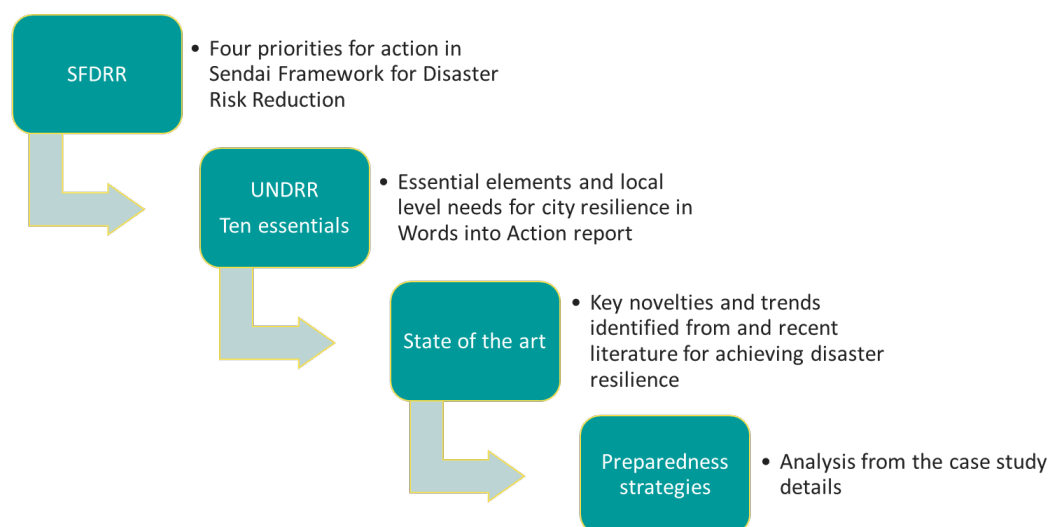 SFDRR
• Four priorities for action in
Sendai Framework for Disaster
Risk Reduction
UNDRR
Ten essentials
• Essential elements and local
level needs for city resilience in
Words into Action report
State of the art
• Key novelties and trends
identified from and recent
literature for achieving disaster
resilience
Preparedness
strategies
• Analysis from the case study
details